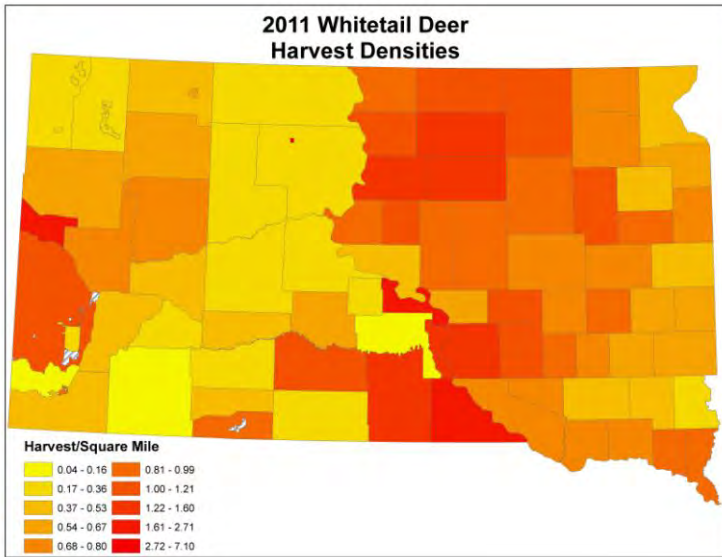 2011 Whitetail Deer
Harvest Densities
Harvest/Square Mile
0.04 - 0.16
0.17 - 0.36
0.37 - 0.53
0.54 - 0.67
0.68 - 0.80
0.81 - 0.99
1.00 - 1.21
1.22 - 1.60
1.61 - 2.71
2.72 - 7.10